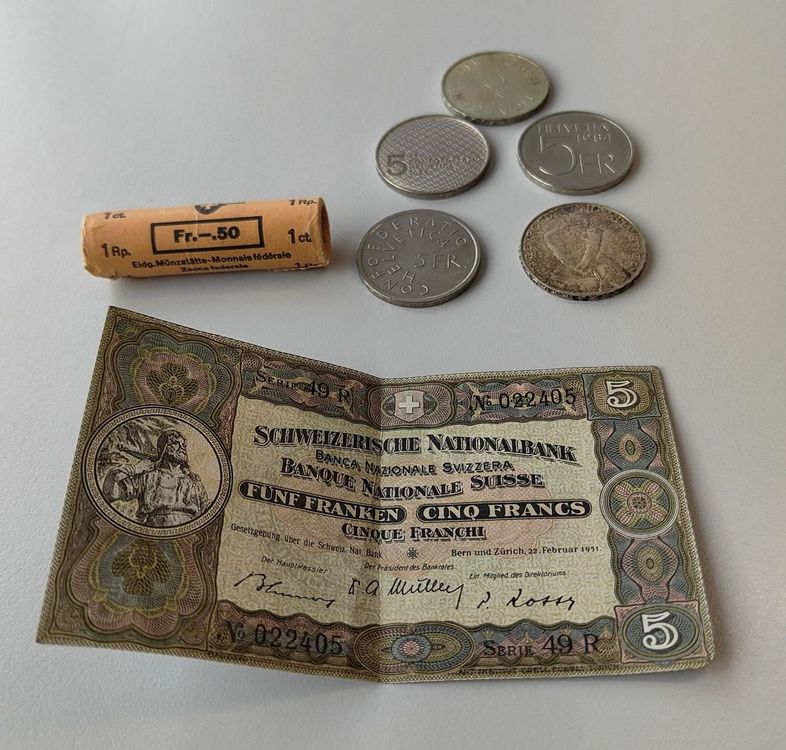 HELVETIA
1984
5 FR
5
CONFOEDERATIO
HELVETICA
5 FR.
1 ct.
1 Rp.
1 Rp.
Fr.–.50
1 ct.
Eidg.Münzstätte-Monnaie fédérale
Zecca federale
SERIE 49 R
№ 022405
5
SCHWEIZERISCHE NATIONALBANK
BANCA NAZIONALE SVIZZERA
BANQUE NATIONALE SUISSE
FÜNF FRANKEN CINQ FRANCS
CINQUE FRANCHI
Gesetzgebung über die Schweiz. Nat. Bank
Bern und Zürich, 22. Februar 1951.
Der Hauptkassier
Der Präsident des Bankrates:
Ein Mitglied des Direktoriums:
№ 022405
SERIE 49 R
5